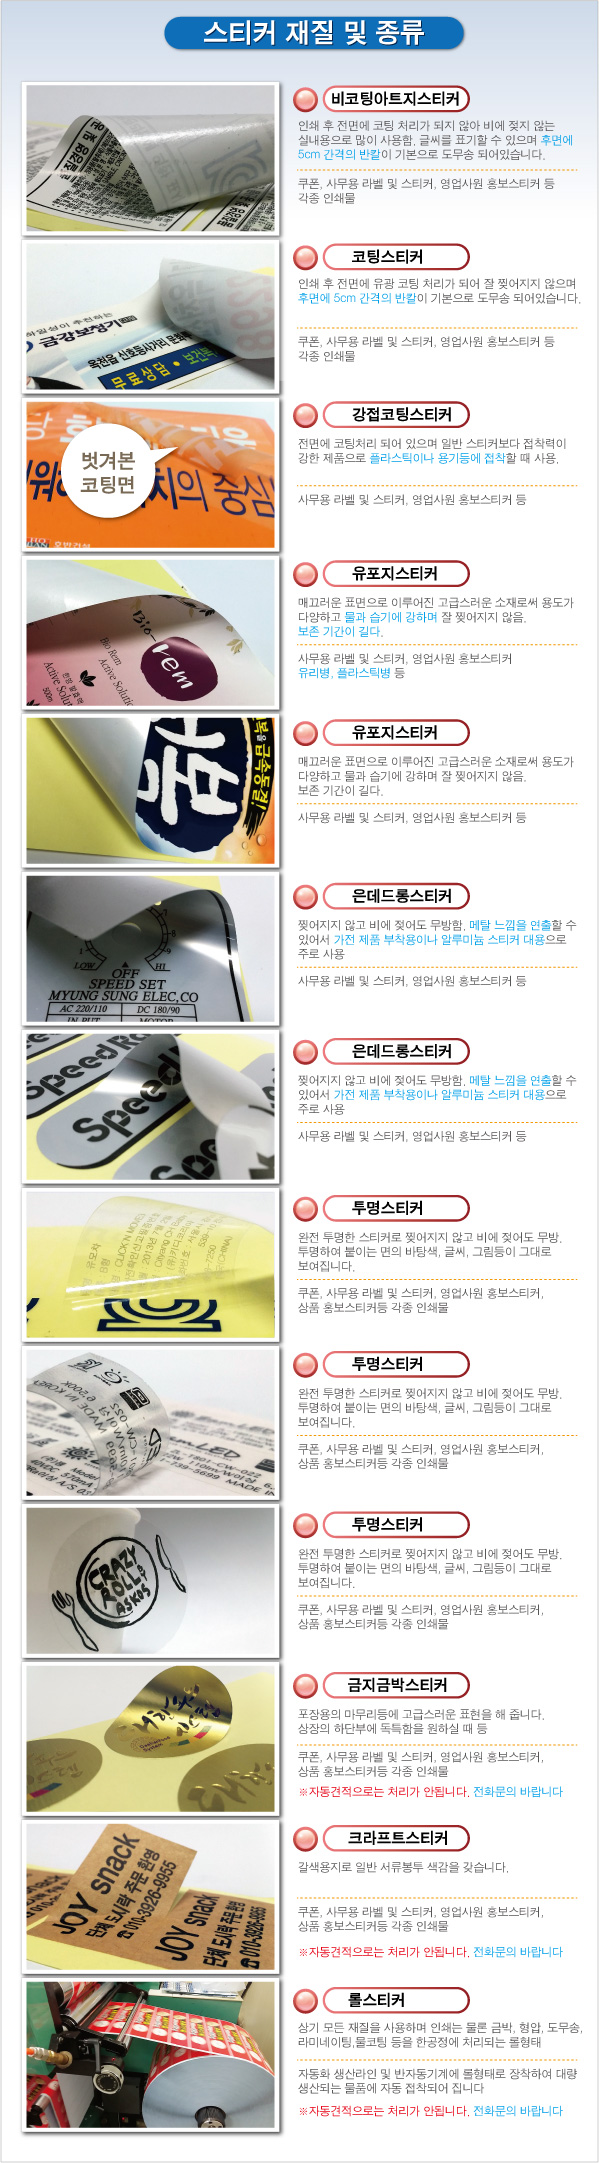 스티커 재질 및 종류
비코팅아트지스티커
인쇄 후 전면에 코팅 처리가 되지 않아 비에 젖지 않는
실내용으로 많이 사용함. 글씨를 표기할 수 있으며 후면에
5cm 간격의 반칼이 기본으로 도무송 되어있습니다.
쿠폰, 사무용 라벨 및 스티커, 영업사원 홍보스티커 등
각종 인쇄물
코팅스티커
인쇄 후 전면에 유광 코팅 처리가 되어 잘 찢어지지 않으며
후면에 5cm 간격의 반칼이 기본으로 도무송 되어있습니다.
쿠폰, 사무용 라벨 및 스티커, 영업사원 홍보스티커 등
각종 인쇄물
금강보청기
옥천읍 신호등사거리
무료상담 • 보건복
강접코팅스티커
전면에 코팅처리 되어 있으며 일반 스티커보다 접착력이
강한 제품으로 플라스틱이나 용기등에 접착할 때 사용.
사무용 라벨 및 스티커, 영업사원 홍보스티커 등
벗겨본
코팅면
의 중심
유포지스티커
매끄러운 표면으로 이루어진 고급스러운 소재로써 용도가
다양하고 물과 습기에 강하며 잘 찢어지지 않음.
보존 기간이 길다.
사무용 라벨 및 스티커, 영업사원 홍보스티커
유리병, 플라스틱병 등
Bio-rem
Bio Rem
Active Solution
유포지스티커
매끄러운 표면으로 이루어진 고급스러운 소재로써 용도가
다양하고 물과 습기에 강하며 잘 찢어지지 않음.
보존 기간이 길다.
사무용 라벨 및 스티커, 영업사원 홍보스티커 등
은데드롱스티커
찢어지지 않고 비에 젖어도 무방함. 메탈 느낌을 연출할 수
있어서 가전 제품 부착용이나 알루미늄 스티커 대용으로
주로 사용
사무용 라벨 및 스티커, 영업사원 홍보스티커 등
LOW HI
OFF
SPEED SET
MYUNG SUNG ELEC,CO
AC 220/110 DC 180/90
IN PUT MOTOR
은데드롱스티커
찢어지지 않고 비에 젖어도 무방함. 메탈 느낌을 연출할 수
있어서 가전 제품 부착용이나 알루미늄 스티커 대용으로
주로 사용
사무용 라벨 및 스티커, 영업사원 홍보스티커 등
투명스티커
완전 투명한 스티커로 찢어지지 않고 비에 젖어도 무방.
투명하여 붙이는 면의 바탕색, 글씨, 그림등이 그대로
보여집니다.
쿠폰, 사무용 라벨 및 스티커, 영업사원 홍보스티커,
상품 홍보스티커등 각종 인쇄물
투명스티커
완전 투명한 스티커로 찢어지지 않고 비에 젖어도 무방.
투명하여 붙이는 면의 바탕색, 글씨, 그림등이 그대로
보여집니다.
쿠폰, 사무용 라벨 및 스티커, 영업사원 홍보스티커,
상품 홍보스티커등 각종 인쇄물
투명스티커
완전 투명한 스티커로 찢어지지 않고 비에 젖어도 무방.
투명하여 붙이는 면의 바탕색, 글씨, 그림등이 그대로
보여집니다.
쿠폰, 사무용 라벨 및 스티커, 영업사원 홍보스티커,
상품 홍보스티커등 각종 인쇄물
CRAZY
ROLL
금지금박스티커
포장용의 마무리등에 고급스러운 표현을 해 줍니다.
상장의 하단부에 독특함을 원하실 때 등
쿠폰, 사무용 라벨 및 스티커, 영업사원 홍보스티커,
상품 홍보스티커등 각종 인쇄물
※자동견적으로는 처리가 안됩니다. 전화문의 바랍니다
크라프트스티커
갈색용지로 일반 서류봉투 색감을 갖습니다.
쿠폰, 사무용 라벨 및 스티커, 영업사원 홍보스티커,
상품 홍보스티커등 각종 인쇄물
※자동견적으로는 처리가 안됩니다. 전화문의 바랍니다
JOY snack
단체 도시락 주문 환영
☎010-3926-9955
JOY snack
롤스티커
상기 모든 재질을 사용하며 인쇄는 물론 금박, 형압, 도무송,
라미네이팅,물코팅 등을 한공정에 처리되는 롤형태
자동화 생산라인 및 반자동기계에 롤형태로 장착하여 대량
생산되는 물품에 자동 접착되어 집니다
※자동견적으로는 처리가 안됩니다. 전화문의 바랍니다